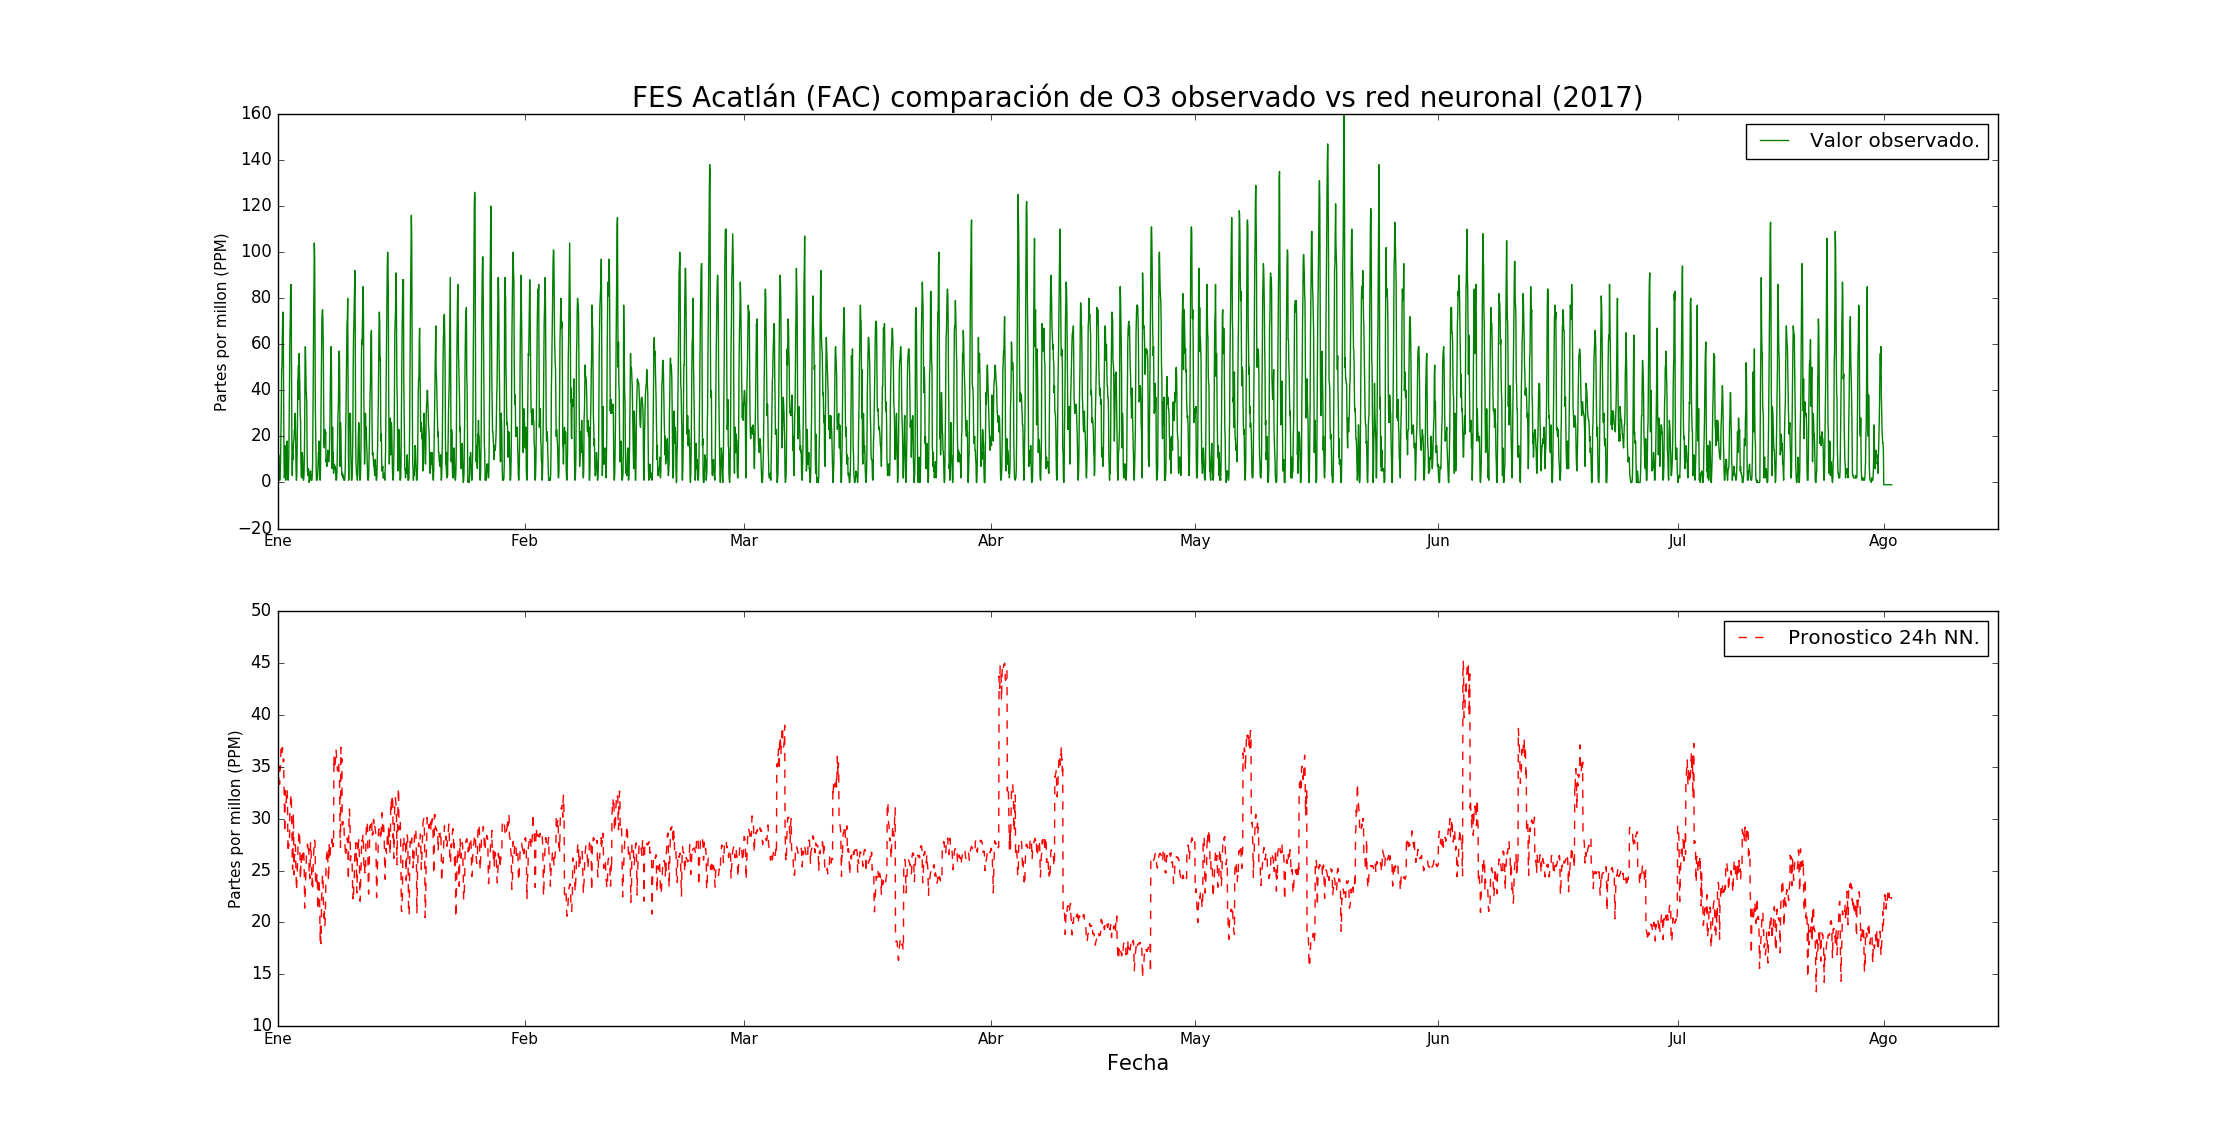 FES Acatlán (FAC) comparación de O3 observado vs red neuronal (2017)
160
140
120
100
80
60
40
20
0
−20
Partes por millon (PPM)
Valor observado.
Ene Feb Mar Abr May Jun Jul Ago
50
45
40
35
30
25
20
15
10
Partes por millon (PPM)
Pronostico 24h NN.
Ene Feb Mar Abr May Jun Jul Ago
Fecha